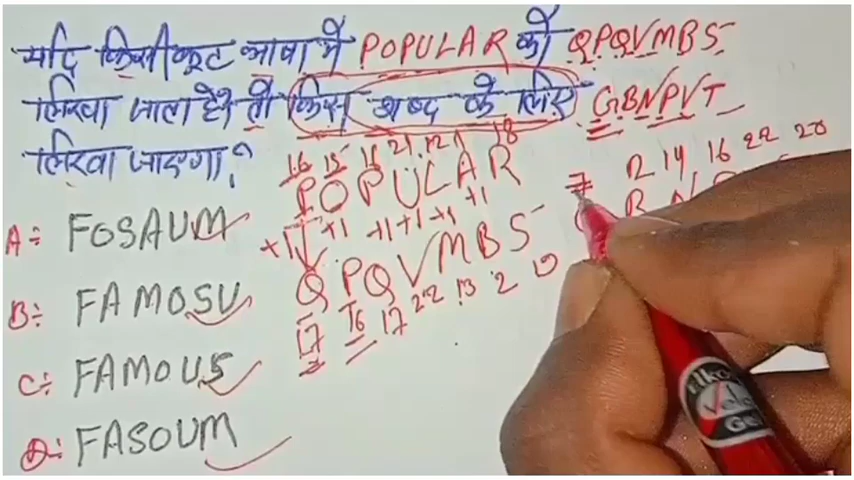 यदि किसी कूट भाषा में POPULAR को QPQVMBS
लिखा जाता है? तो किस शब्द के लिए GBNPVT
लिखा जाएगा?
16 15 16 21 12 1 18
POPULAR
+1 +1 +1 +1 +1 +1
QPQVMBS
17 16 17 22 13 2 19
7 2 14 16 22 20
B N
A÷ FOSAUM
B÷ FAMOSU
C÷ FAMOUS
D÷ FASOUM